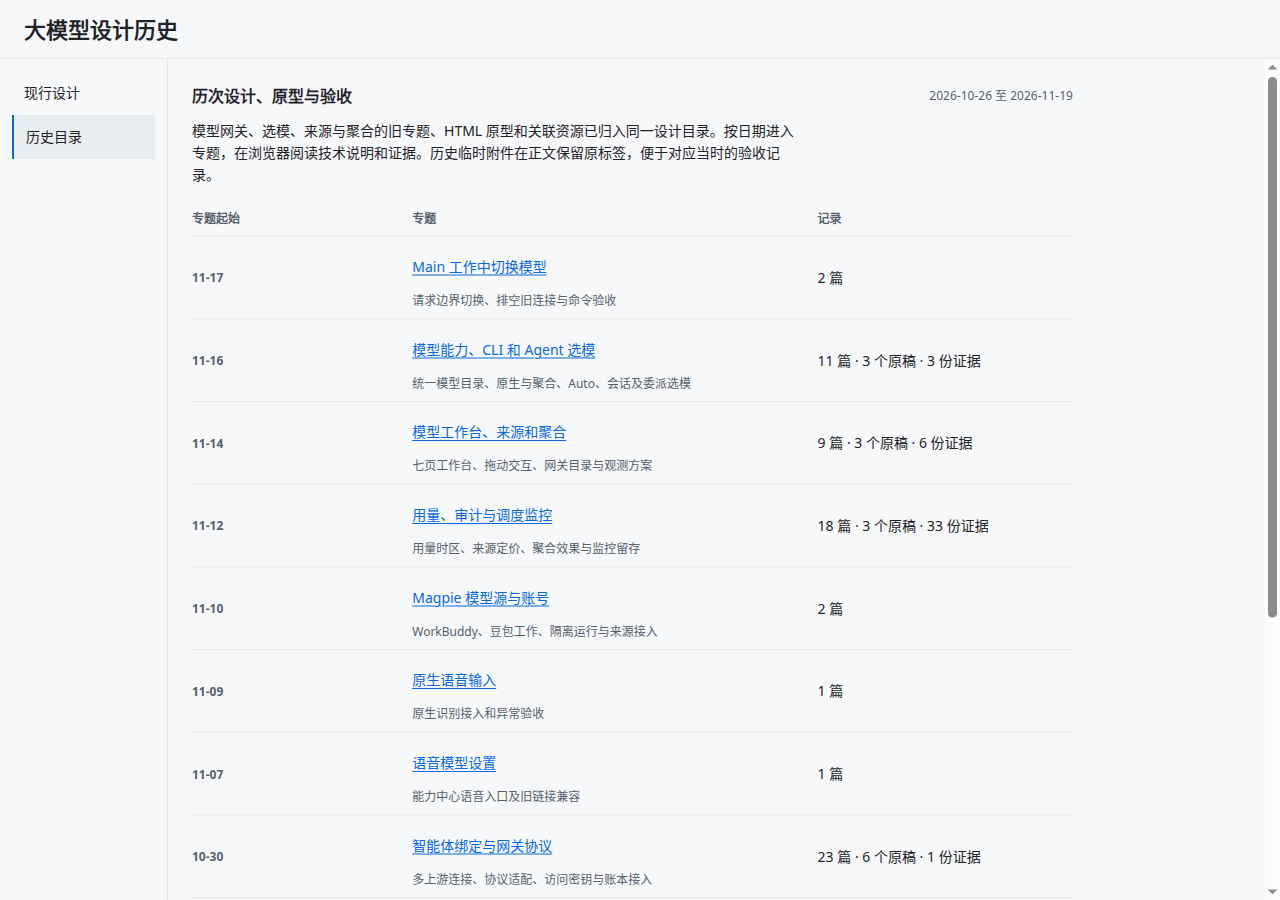 大模型设计历史
现行设计
历史目录
历次设计、原型与验收
2026-10-26 至 2026-11-19
模型网关、选模、来源与聚合的旧专题、HTML 原型和关联资源已归入同一设计目录。按日期进入
专题，在浏览器阅读技术说明和证据。历史临时附件在正文保留原标签，便于对应当时的验收记
录。
专题起始 专题 记录
11-17 Main 工作中切换模型 2 篇
请求边界切换、排空旧连接与命令验收
11-16 模型能力、CLI 和 Agent 选模 11 篇 · 3 个原稿 · 3 份证据
统一模型目录、原生与聚合、Auto、会话及委派选模
11-14 模型工作台、来源和聚合 9 篇 · 3 个原稿 · 6 份证据
七页工作台、拖动交互、网关目录与观测方案
11-12 用量、审计与调度监控 18 篇 · 3 个原稿 · 33 份证据
用量时区、来源定价、聚合效果与监控留存
11-10 Magpie 模型源与账号 2 篇
WorkBuddy、豆包工作、隔离运行与来源接入
11-09 原生语音输入 1 篇
原生识别接入和异常验收
11-07 语音模型设置 1 篇
能力中心语音入口及旧链接兼容
10-30 智能体绑定与网关协议 23 篇 · 6 个原稿 · 1 份证据
多上游连接、协议适配、访问密钥与账本接入